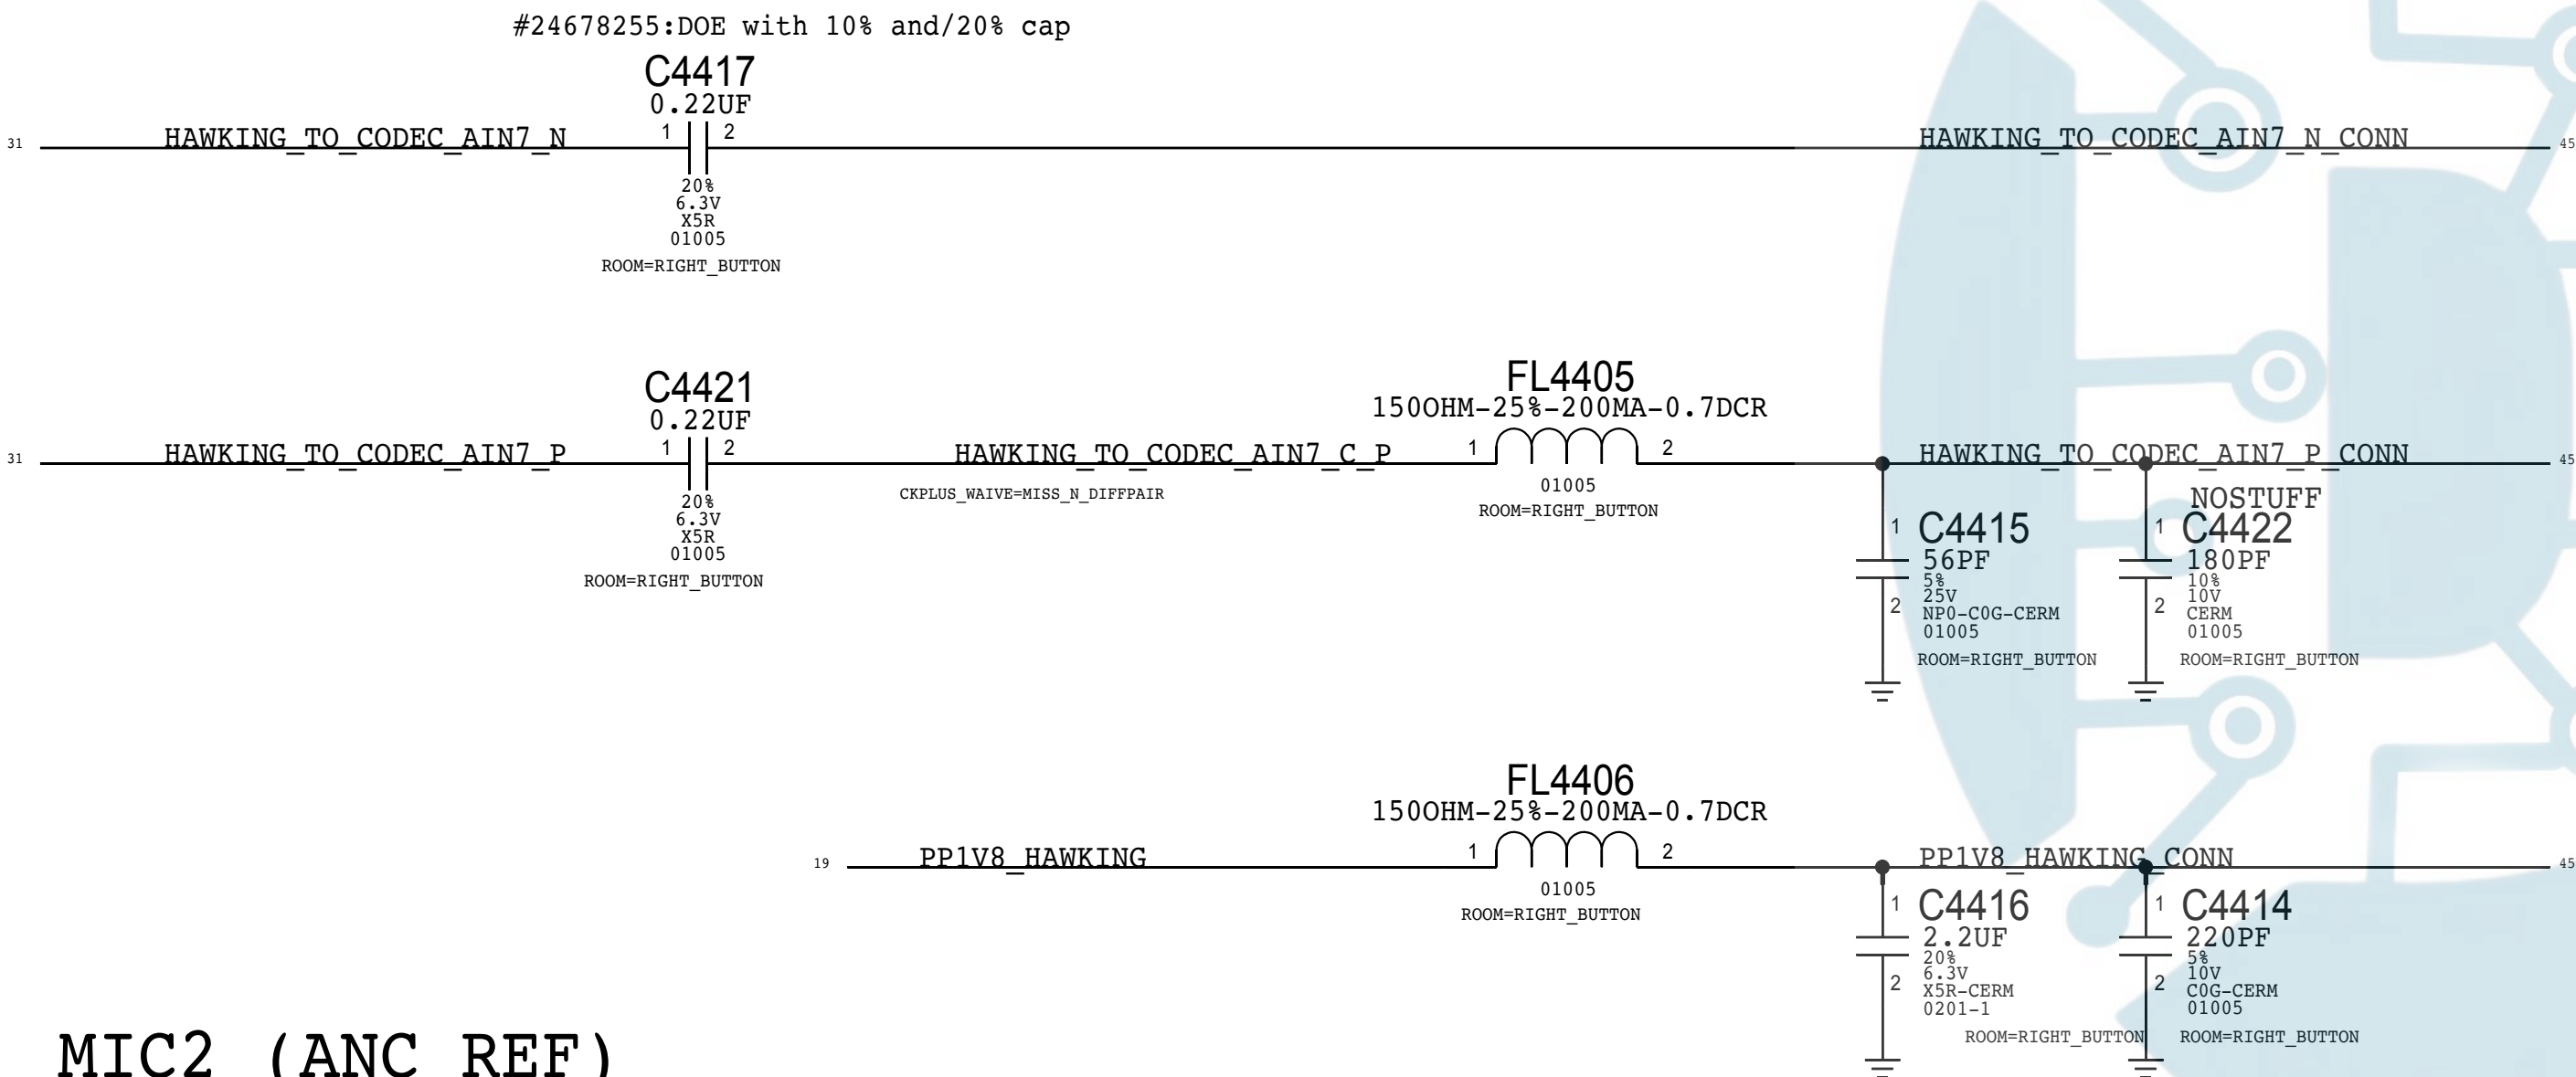 #24678255:DOE with 10% and/20% cap
C4417
0.22UF
31 HAWKING_TO_CODEC_AIN7_N 1 2 HAWKING_TO_CODEC_AIN7_N_CONN 45
20%
6.3V
X5R
01005
ROOM=RIGHT_BUTTON
C4421
0.22UF
FL4405
150OHM-25%-200MA-0.7DCR
31 HAWKING_TO_CODEC_AIN7_P 1 2 HAWKING_TO_CODEC_AIN7_C_P 1 2 HAWKING_TO_CODEC_AIN7_P_CONN 45
20%
6.3V
X5R
01005
ROOM=RIGHT_BUTTON
CKPLUS_WAIVE=MISS_N_DIFFPAIR
01005
ROOM=RIGHT_BUTTON
1 C4415
56PF
5%
25V
2 NP0-C0G-CERM
01005
ROOM=RIGHT_BUTTON
NOSTUFF
1 C4422
180PF
10%
10V
2 CERM
01005
ROOM=RIGHT_BUTTON
FL4406
150OHM-25%-200MA-0.7DCR
19 PP1V8_HAWKING 1 2 PP1V8_HAWKING_CONN 45
01005
ROOM=RIGHT_BUTTON
1 C4416
2.2UF
20%
6.3V
2 X5R-CERM
0201-1
ROOM=RIGHT_BUTTON
1 C4414
220PF
5%
10V
2 C0G-CERM
01005
ROOM=RIGHT_BUTTON
MIC2 (ANC REF)